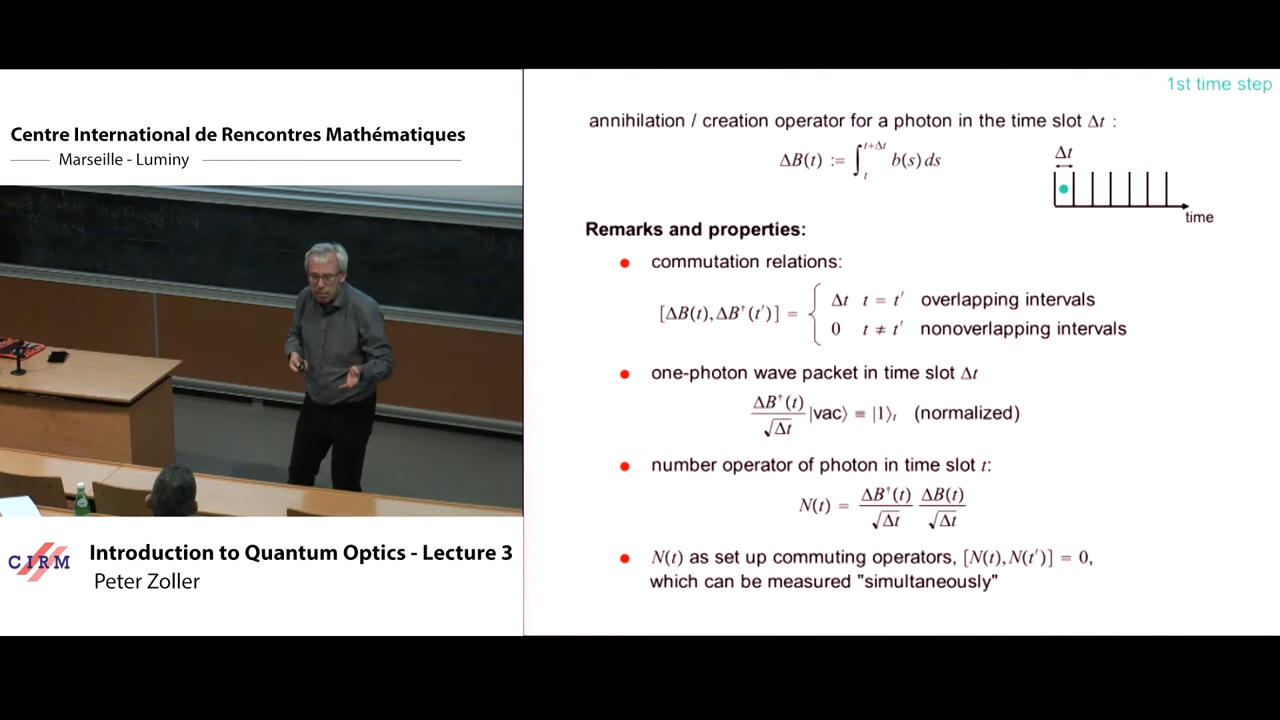 Centre International de Rencontres Mathématiques
Marseille - Luminy
CIRM
Introduction to Quantum Optics - Lecture 3
Peter Zoller
1st time step
annihilation / creation operator for a photon in the time slot Δt :
ΔB(t) := ∫_t^{t+Δt} b(s) ds
Δt
time
Remarks and properties:
• commutation relations:
[ΔB(t), ΔB†(t′)] = { Δt t = t′ overlapping intervals
0 t ≠ t′ nonoverlapping intervals
• one-photon wave packet in time slot Δt
ΔB†(t)/√Δt |vac⟩ ≡ |1⟩_t (normalized)
• number operator of photon in time slot t:
N(t) = ΔB†(t)/√Δt ΔB(t)/√Δt
• N(t) as set up commuting operators, [N(t), N(t′)] = 0,
which can be measured "simultaneously"